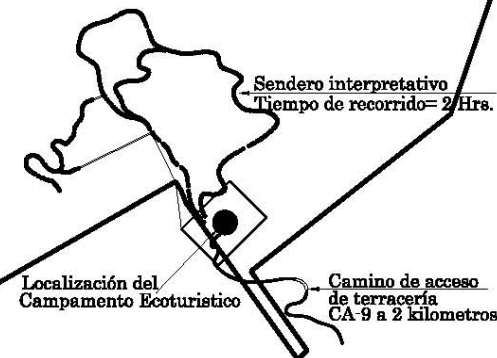 Sendero interpretativo
Tiempo de recorrido= 2 Hrs.
Localización del
Campamento Ecoturistico
Camino de acceso
de terracería
CA-9 a 2 kilometros